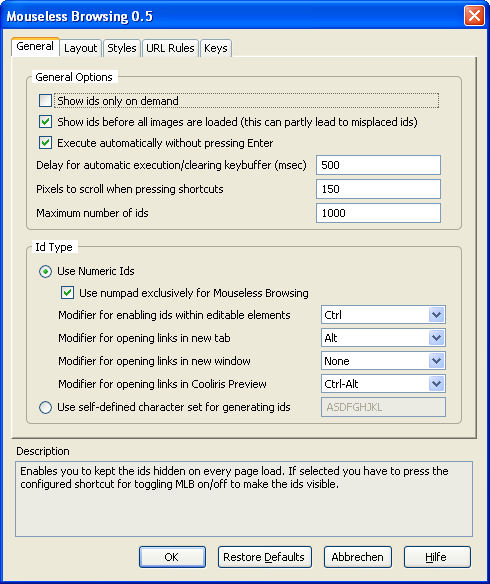 Mouseless Browsing 0.5
General Layout Styles URL Rules Keys
General Options
Show ids only on demand
Show ids before all images are loaded (this can partly lead to misplaced ids)
Execute automatically without pressing Enter
Delay for automatic execution/clearing keybuffer (msec) 500
Pixels to scroll when pressing shortcuts 150
Maximum number of ids 1000
Id Type
Use Numeric Ids
Use numpad exclusively for Mouseless Browsing
Modifier for enabling ids within editable elements Ctrl
Modifier for opening links in new tab Alt
Modifier for opening links in new window None
Modifier for opening links in Cooliris Preview Ctrl-Alt
Use self-defined character set for generating ids ASDFGHJKL
Description
Enables you to kept the ids hidden on every page load. If selected you have to press the
configured shortcut for toggling MLB on/off to make the ids visible.
OK Restore Defaults Abbrechen Hilfe